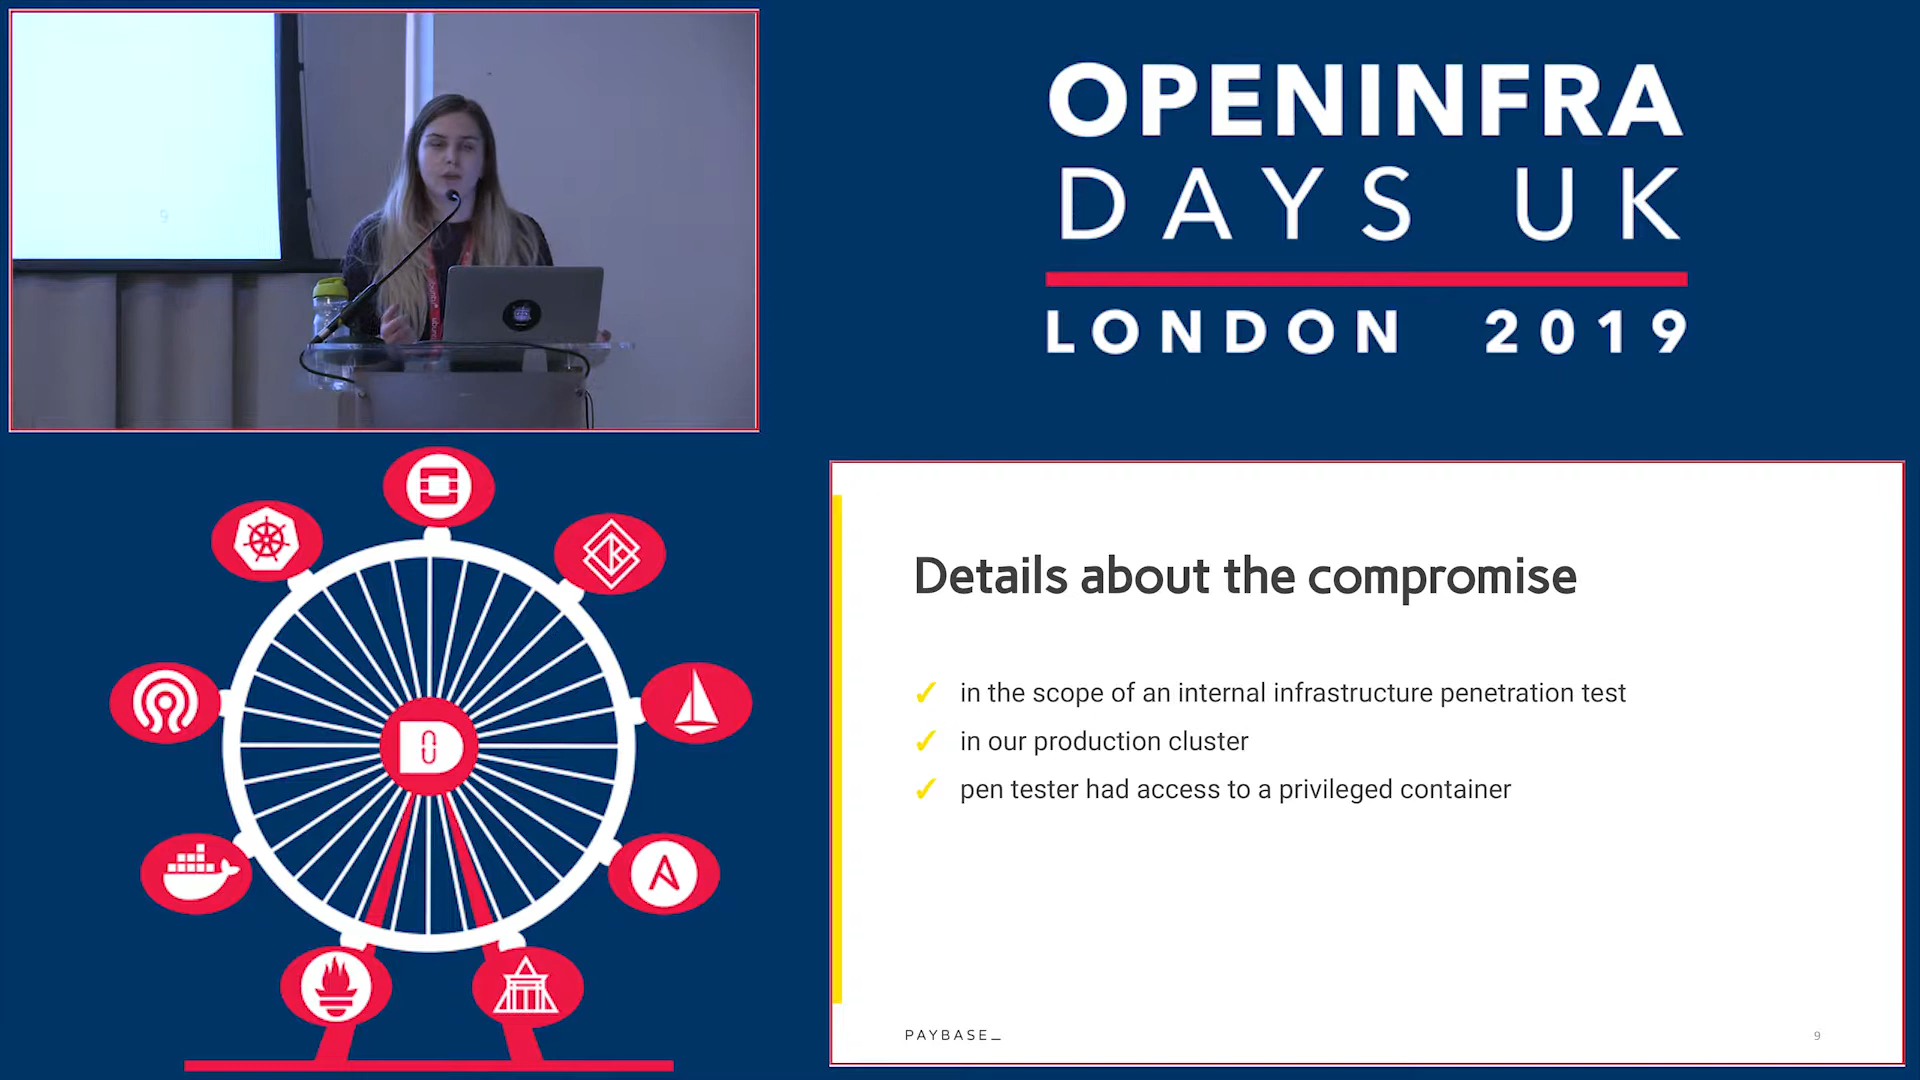 OPENINFRA
DAYS UK
LONDON 2019
Details about the compromise
✓ in the scope of an internal infrastructure penetration test
✓ in our production cluster
✓ pen tester had access to a privileged container
PAYBASE_
9